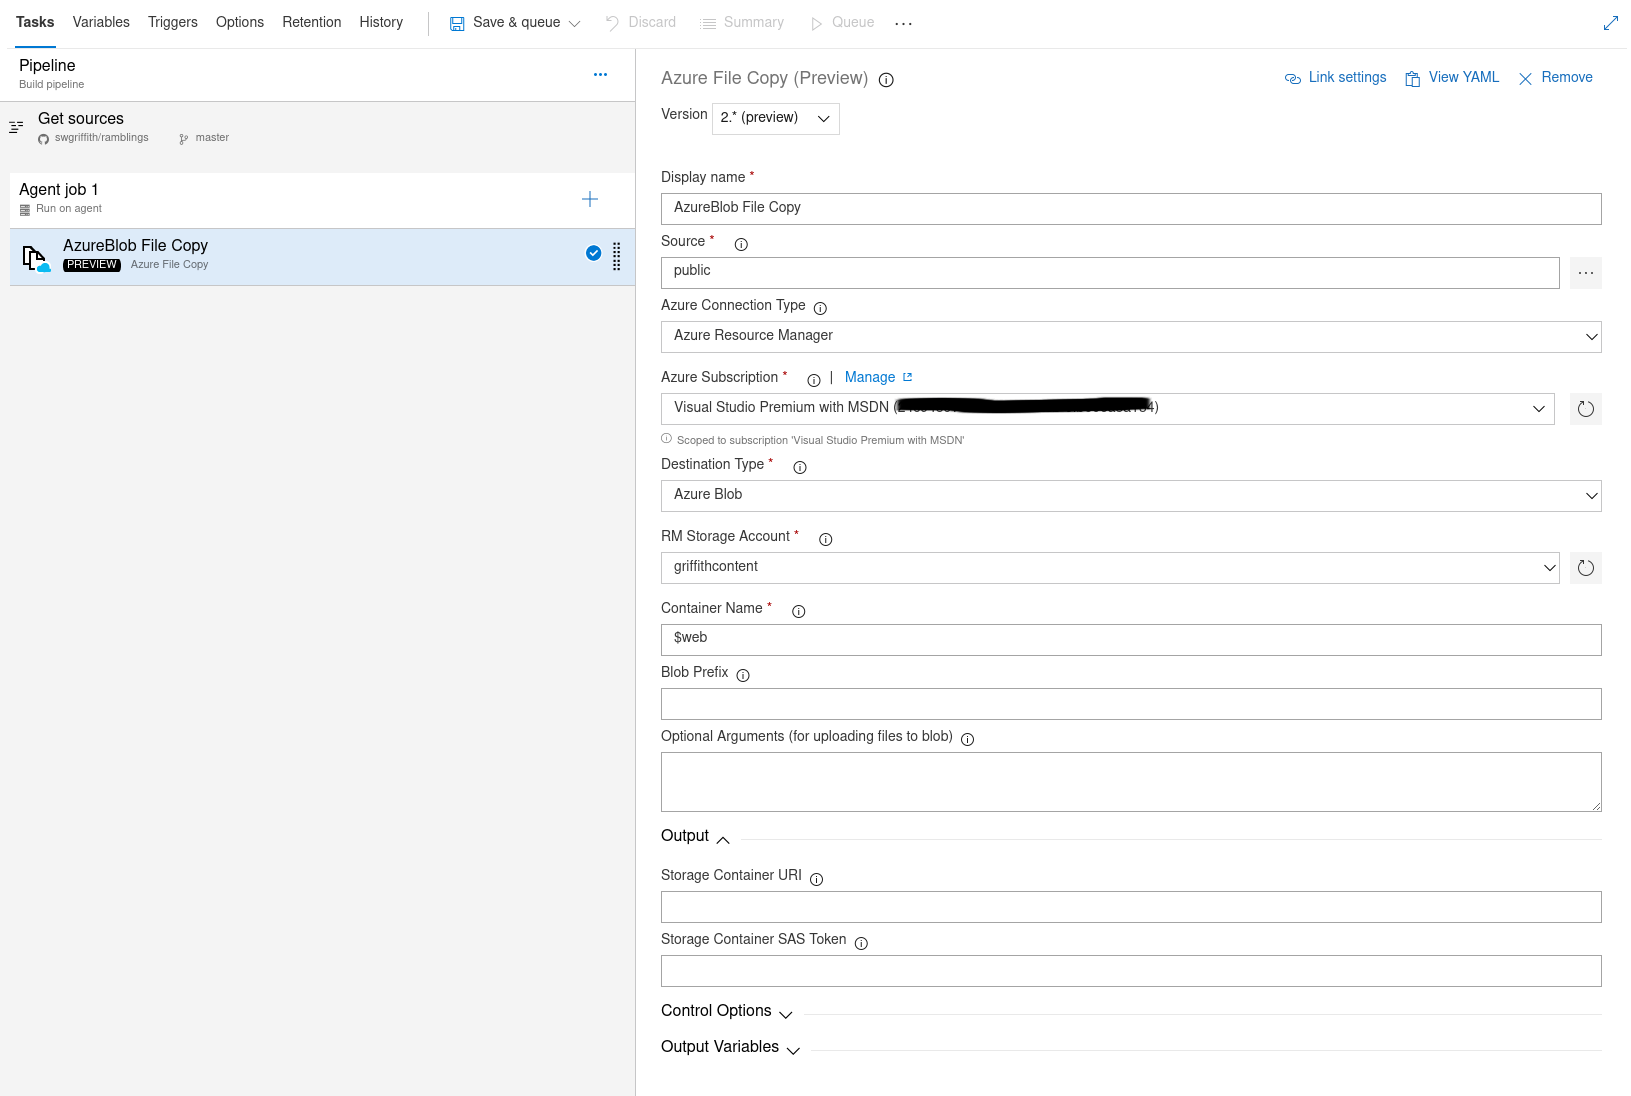 Tasks Variables Triggers Options Retention History Save & queue Discard Summary Queue ...
Pipeline
Build pipeline
Get sources
swgriffith/ramblings master
Agent job 1
Run on agent
AzureBlob File Copy
PREVIEW Azure File Copy
Azure File Copy (Preview) Link settings View YAML Remove
Version 2.* (preview)
Display name *
AzureBlob File Copy
Source *
public
Azure Connection Type
Azure Resource Manager
Azure Subscription * | Manage
Visual Studio Premium with MSDN ( )
Scoped to subscription 'Visual Studio Premium with MSDN'
Destination Type *
Azure Blob
RM Storage Account *
griffithcontent
Container Name *
$web
Blob Prefix
Optional Arguments (for uploading files to blob)
Output
Storage Container URI
Storage Container SAS Token
Control Options
Output Variables